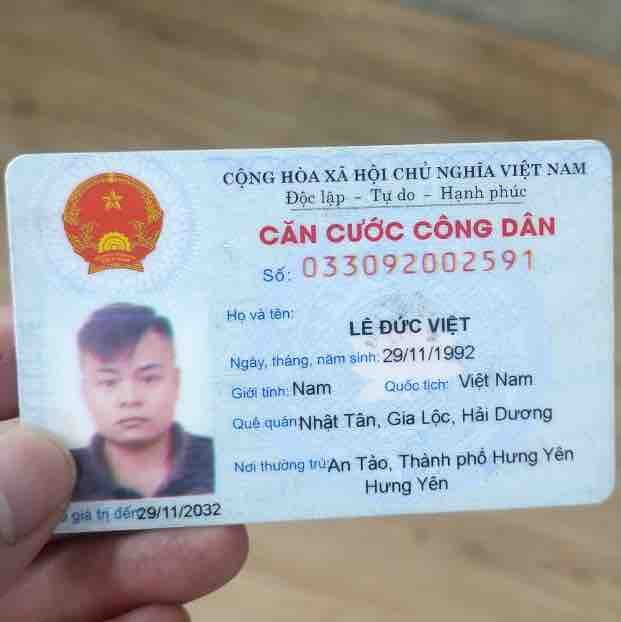 CỘNG HÒA XÃ HỘI CHỦ NGHĨA VIỆT NAM
Độc lập - Tự do - Hạnh phúc
CĂN CƯỚC CÔNG DÂN
Số: 033092002591
Họ và tên:
LÊ ĐỨC VIỆT
Ngày, tháng, năm sinh: 29/11/1992
Giới tính: Nam Quốc tịch: Việt Nam
Quê quán Nhật Tân, Gia Lộc, Hải Dương
Nơi thường trú: An Tảo, Thành phố Hưng Yên
Hưng Yên
giá trị đến 29/11/2032